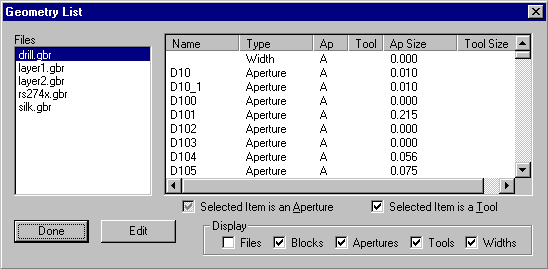 Geometry List
Files
drill.gbr
layer1.gbr
layer2.gbr
rs274x.gbr
silk.gbr
Name Type Ap Tool Ap Size Tool Size
Width A 0.000
D10 Aperture A 0.010
D10_1 Aperture A 0.010
D100 Aperture A 0.000
D101 Aperture A 0.215
D102 Aperture A 0.000
D103 Aperture A 0.000
D104 Aperture A 0.056
D105 Aperture A 0.075
Selected Item is an Aperture Selected Item is a Tool
Done Edit
Display
Files Blocks Apertures Tools Widths